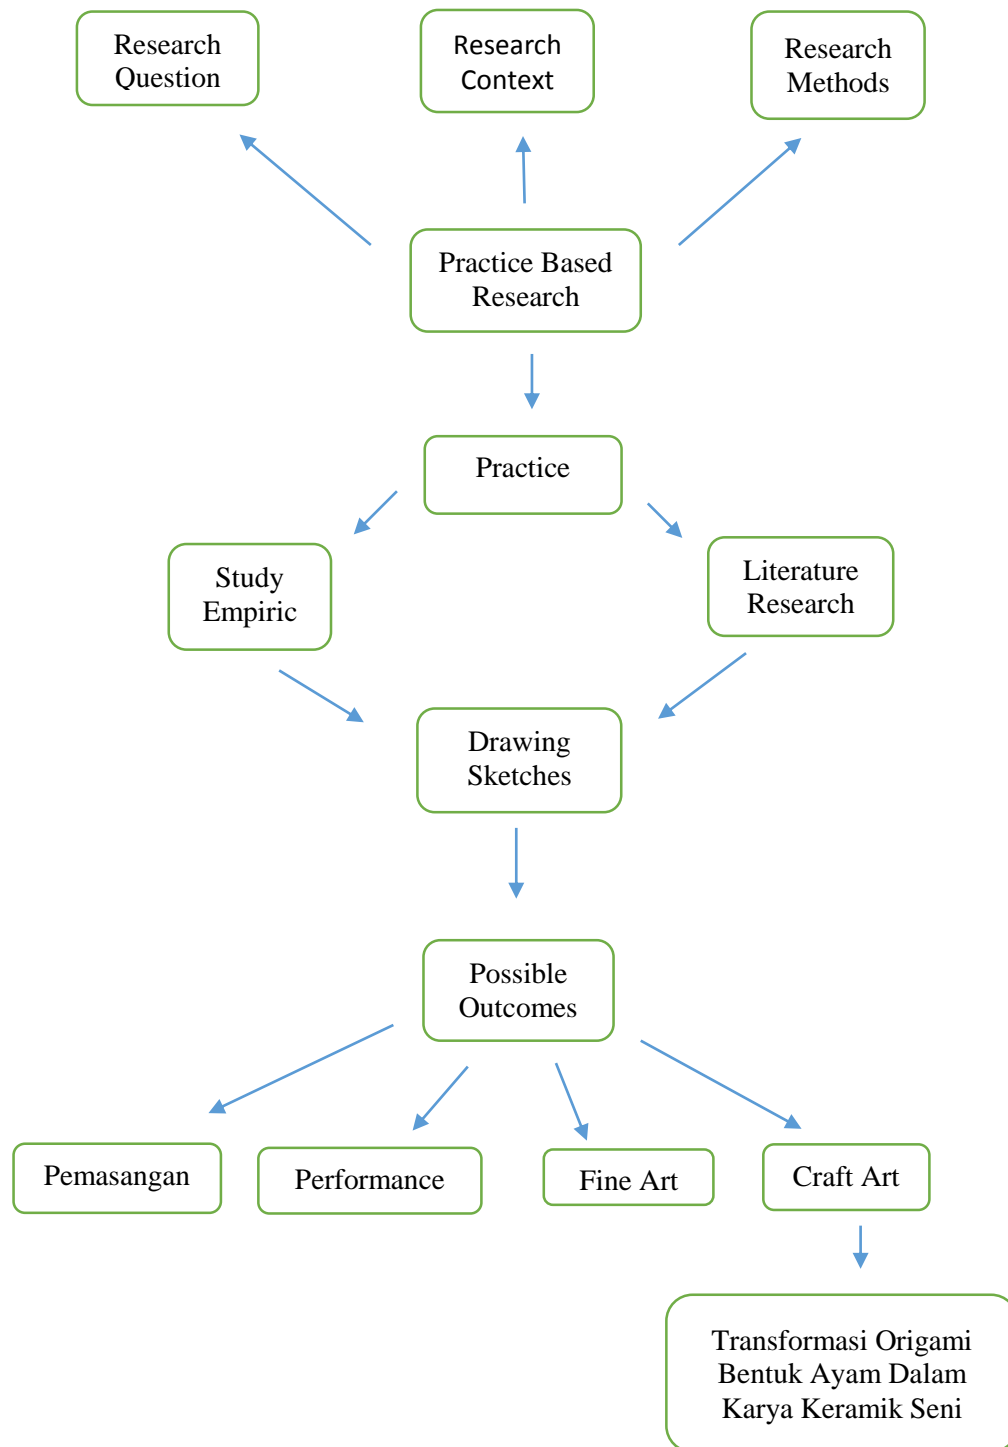 Research
Question
Research
Context
Research
Methods
Practice Based
Research
Practice
Study
Empiric
Literature
Research
Drawing
Sketches
Possible
Outcomes
Pemasangan
Performance
Fine Art
Craft Art
Transformasi Origami
Bentuk Ayam Dalam
Karya Keramik Seni